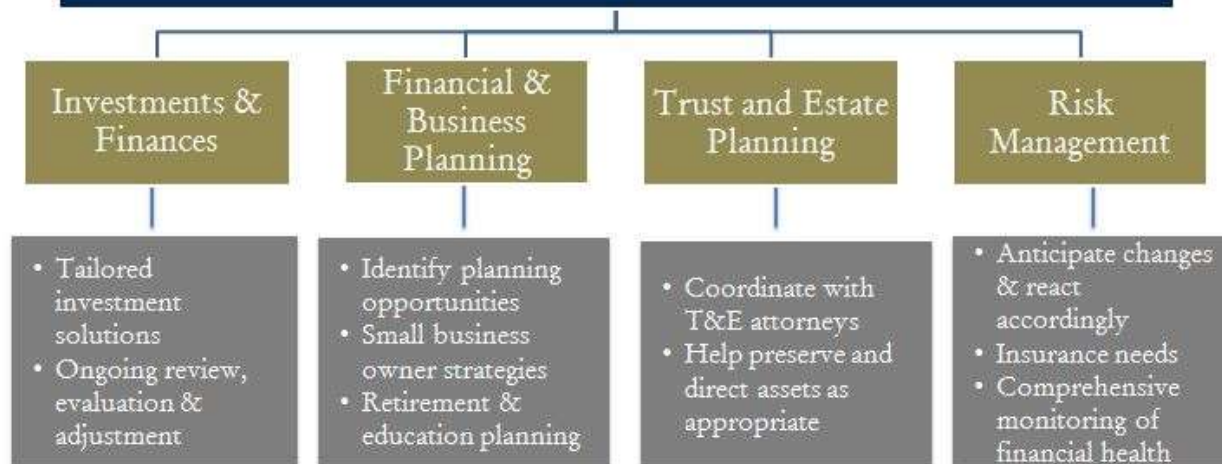 Investments &
Finances
Financial &
Business
Planning
Trust and Estate
Planning
Risk
Management
• Tailored
investment
solutions
• Ongoing review,
evaluation &
adjustment
• Identify planning
opportunities
• Small business
owner strategies
• Retirement &
education planning
• Coordinate with
T&E attorneys
• Help preserve and
direct assets as
appropriate
• Anticipate changes
& react
accordingly
• Insurance needs
• Comprehensive
monitoring of
financial health